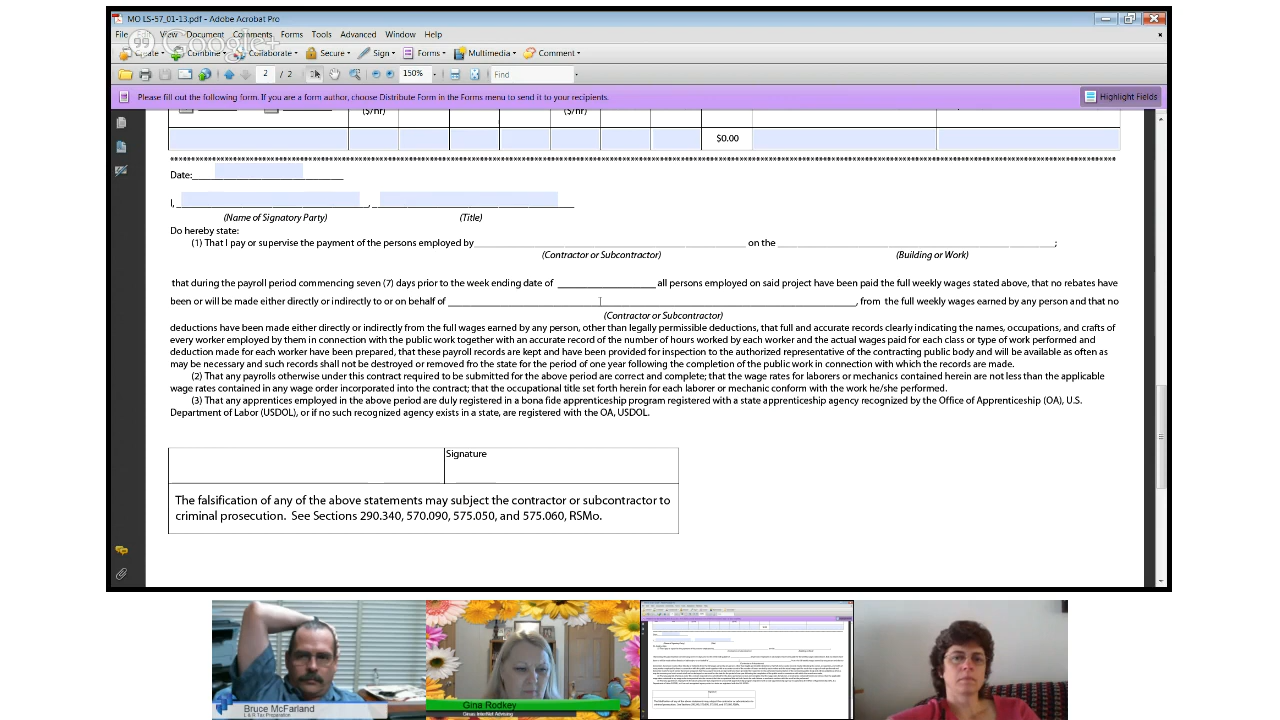 MO LS-57_01-13.pdf - Adobe Acrobat Pro
File View Document Comments Forms Tools Advanced Window Help
Google+
Create Combine Collaborate Secure Sign Forms Multimedia Comment
2 / 2 150% Find
Please fill out the following form. If you are a form author, choose Distribute Form in the Forms menu to send it to your recipients.
Highlight Fields
($/hr) ($/hr)
$0.00
Date:
I, ,
(Name of Signatory Party) (Title)
Do hereby state:
(1) That I pay or supervise the payment of the persons employed by on the ;
(Contractor or Subcontractor) (Building or Work)
that during the payroll period commencing seven (7) days prior to the week ending date of all persons employed on said project have been paid the full weekly wages stated above, that no rebates have
been or will be made either directly or indirectly to or on behalf of , from the full weekly wages earned by any person and that no
(Contractor or Subcontractor)
deductions have been made either directly or indirectly from the full wages earned by any person, other than legally permissible deductions, that full and accurate records clearly indicating the names, occupations, and crafts of
every worker employed by them in connection with the public work together with an accurate record of the number of hours worked by each worker and the actual wages paid for each class or type of work performed and
deduction made for each worker have been prepared, that these payroll records are kept and have been provided for inspection to the authorized representative of the contracting public body and will be available as often as
may be necessary and such records shall not be destroyed or removed fro the state for the period of one year following the completion of the public work in connection with which the records are made.
(2) That any payrolls otherwise under this contract required to be submitted for the above period are correct and complete; that the wage rates for laborers or mechanics contained herein are not less than the applicable
wage rates contained in any wage order incorporated into the contract; that the occupational title set forth herein for each laborer or mechanic conform with the work he/she performed.
(3) That any apprentices employed in the above period are duly registered in a bona fide apprenticeship program registered with a state apprenticeship agency recognized by the Office of Apprenticeship (OA), U.S.
Department of Labor (USDOL), or if no such recognized agency exists in a state, are registered with the OA, USDOL.
Signature
The falsification of any of the above statements may subject the contractor or subcontractor to
criminal prosecution. See Sections 290.340, 570.090, 575.050, and 575.060, RSMo.
Bruce McFarland
L & R Tax Preparation
Gina Rodkey
Ginas InterNet Advising